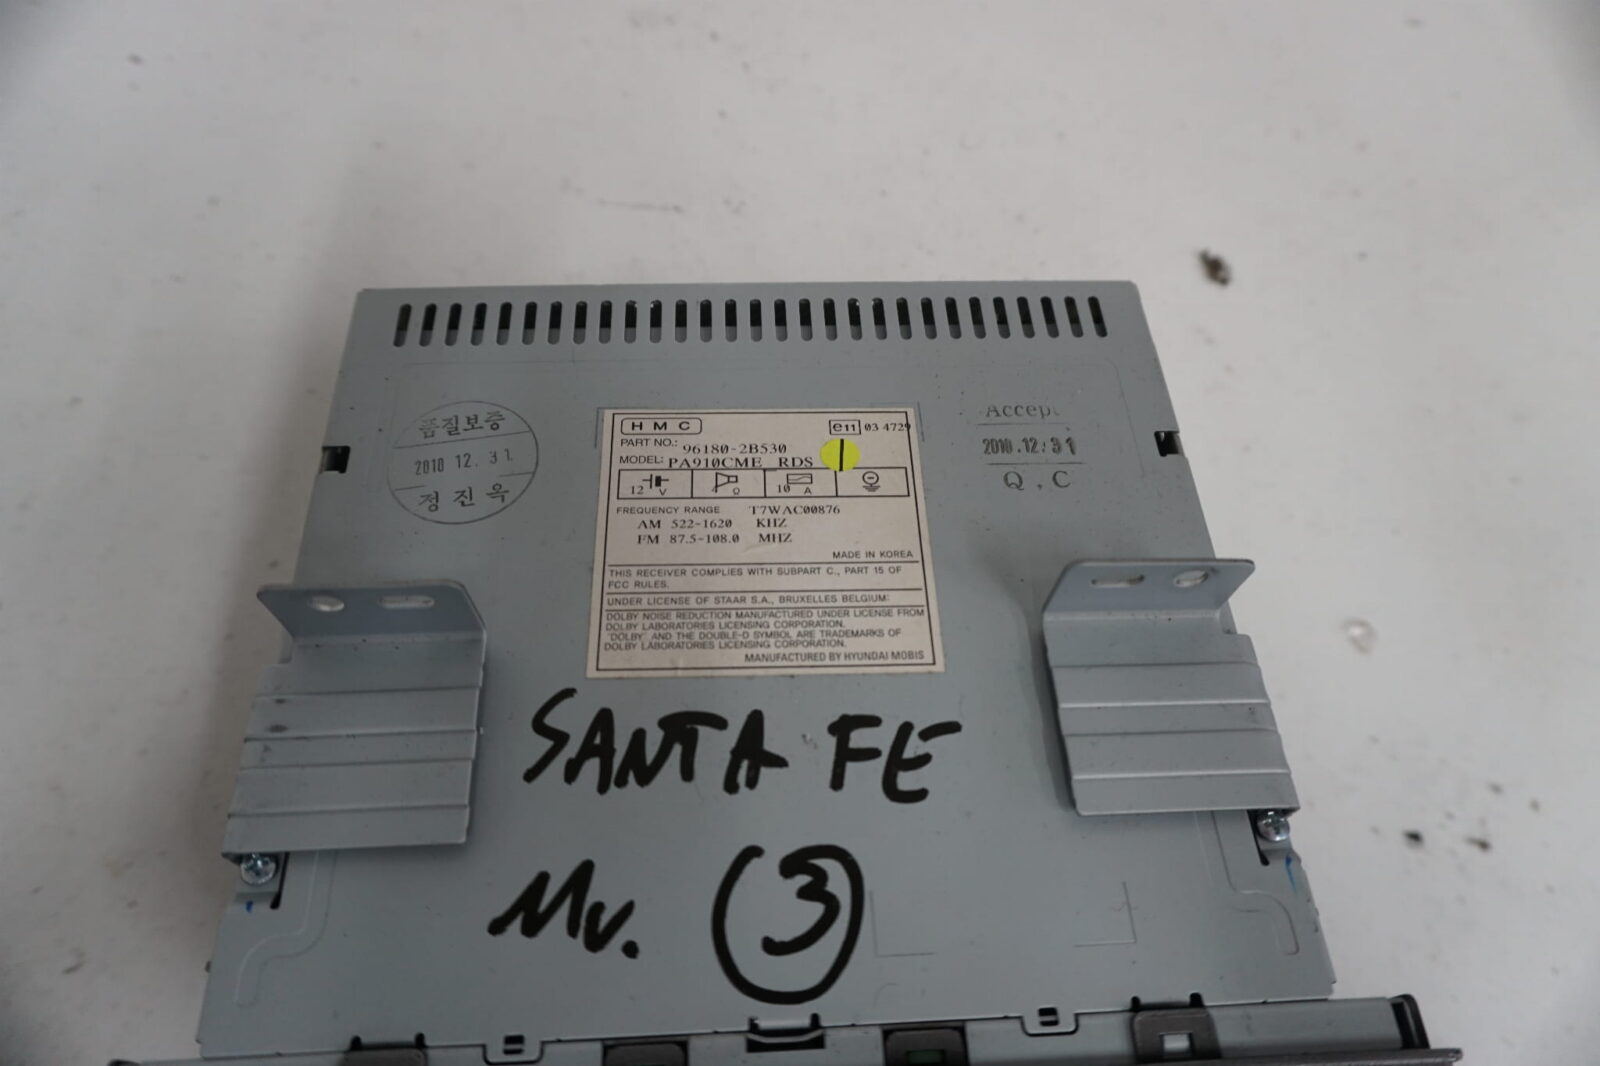 품질보증
2010 12. 31.
정진옥
HMC
e11 03 4729
PART NO.: 96180-2B530
MODEL: PA910CME RDS
12 V
4 Ω
10 A
FREQUENCY RANGE T7WAC00876
AM 522-1620 KHZ
FM 87.5-108.0 MHZ
MADE IN KOREA
THIS RECEIVER COMPLIES WITH SUBPART C., PART 15 OF
FCC RULES.
UNDER LICENSE OF STAAR S.A., BRUXELLES BELGIUM:
DOLBY NOISE REDUCTION MANUFACTURED UNDER LICENSE FROM
DOLBY LABORATORIES LICENSING CORPORATION.
"DOLBY" AND THE DOUBLE-D SYMBOL ARE TRADEMARKS OF
DOLBY LABORATORIES LICENSING CORPORATION.
MANUFACTURED BY HYUNDAI MOBIS
Accept
2010.12.31
Q.C
SANTA FE
Mv. 3